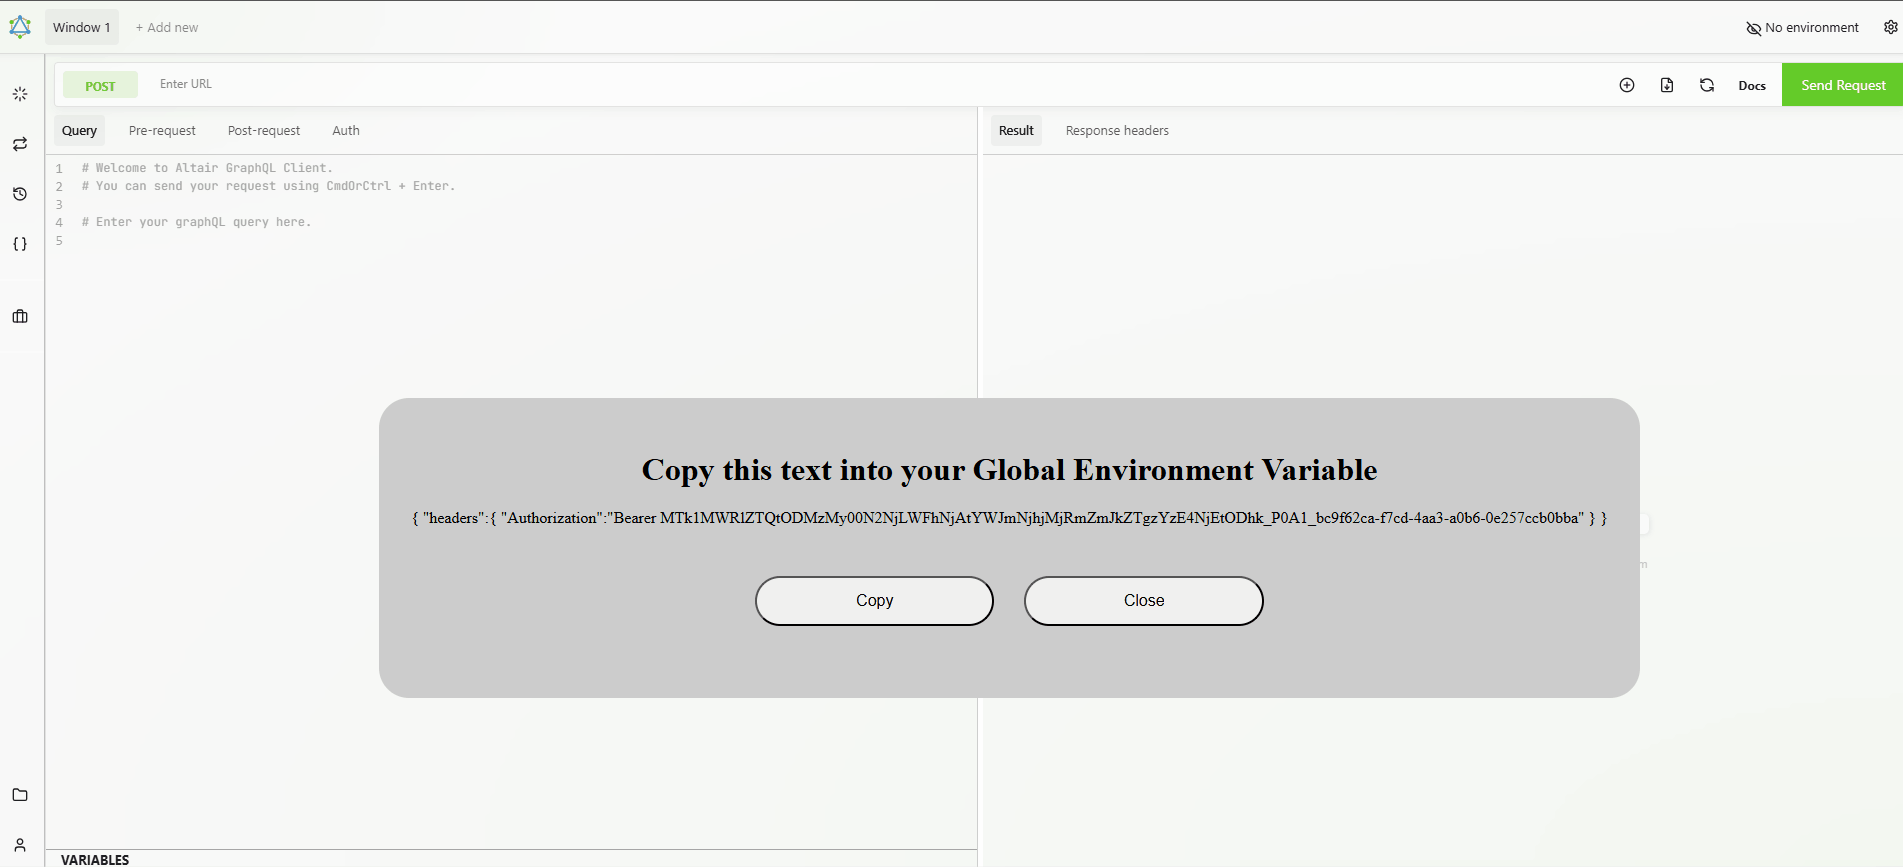 Window 1
+ Add new
No environment
POST
Enter URL
Docs
Send Request
Query
Pre-request
Post-request
Auth
Result
Response headers
1 # Welcome to Altair GraphQL Client.
2 # You can send your request using CmdOrCtrl + Enter.
3
4 # Enter your graphQL query here.
5
Copy this text into your Global Environment Variable
{ "headers":{ "Authorization":"Bearer MTk1MWRlZTQtODMzMy00N2NjLWFhNjAtYWJmNjhjMjRmZmJkZTgzYzE4NjEtODhk_P0A1_bc9f62ca-f7cd-4aa3-a0b6-0e257ccb0bba" } }
Copy
Close
m
VARIABLES